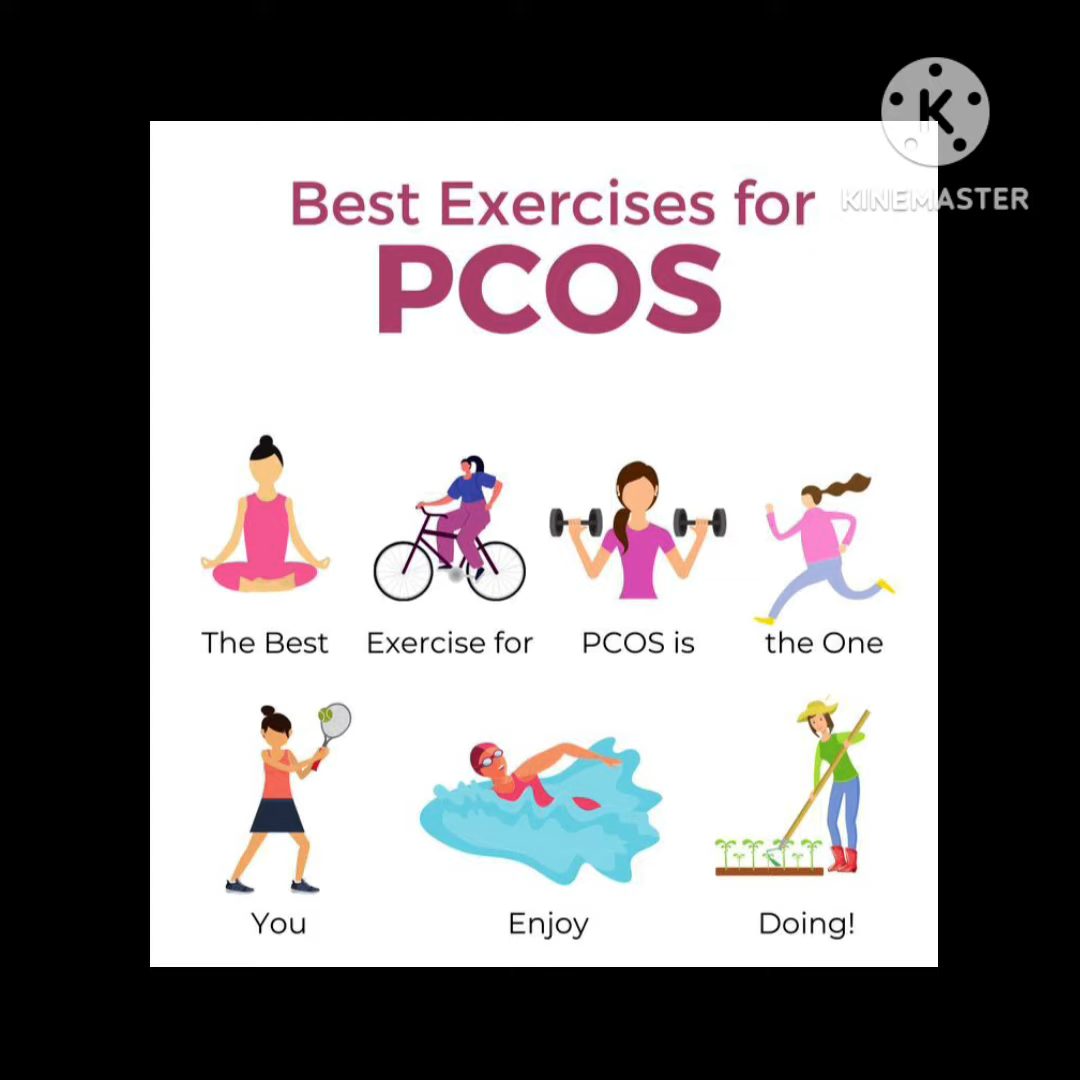 K
KINEMASTER
Best Exercises for
PCOS
The Best Exercise for PCOS is the One
You Enjoy Doing!